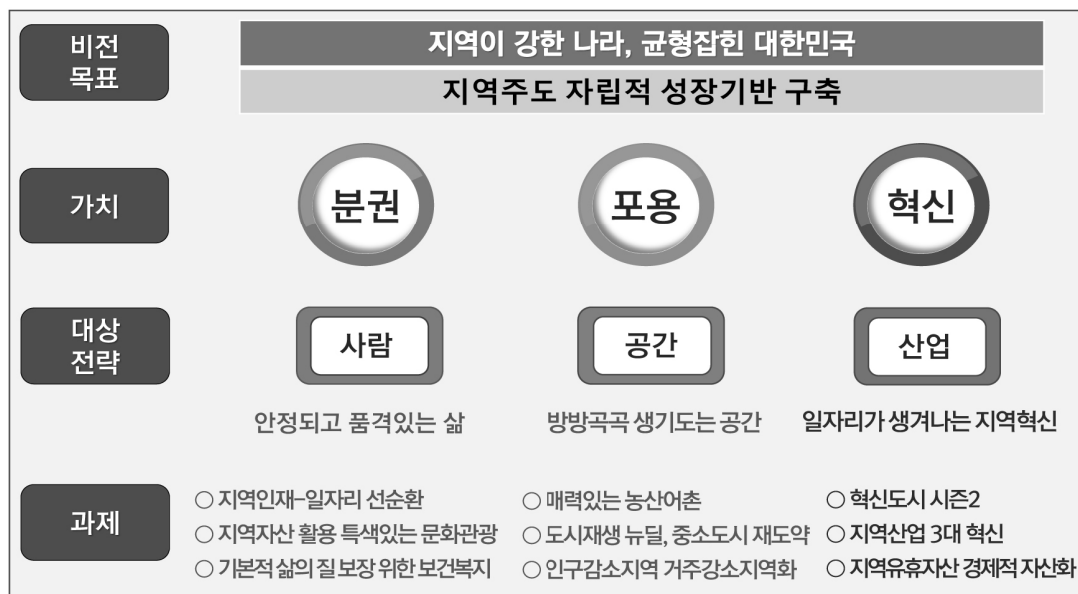 비전
목표
지역이 강한 나라, 균형잡힌 대한민국
지역주도 자립적 성장기반 구축
가치
분권
포용
혁신
대상
전략
사람
공간
산업
안정되고 품격있는 삶
방방곡곡 생기도는 공간
일자리가 생겨나는 지역혁신
과제
○ 지역인재-일자리 선순환
○ 지역자산 활용 특색있는 문화관광
○ 기본적 삶의 질 보장 위한 보건복지
○ 매력있는 농산어촌
○ 도시재생 뉴딜, 중소도시 재도약
○ 인구감소지역 거주강소지역화
○ 혁신도시 시즌2
○ 지역산업 3대 혁신
○ 지역유휴자산 경제적 자산화